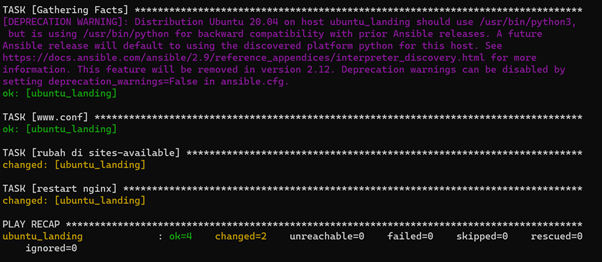 TASK [Gathering Facts] *****************************************************************************
[DEPRECATION WARNING]: Distribution Ubuntu 20.04 on host ubuntu_landing should use /usr/bin/python3,
 but is using /usr/bin/python for backward compatibility with prior Ansible releases. A future
Ansible release will default to using the discovered platform python for this host. See
https://docs.ansible.com/ansible/2.9/reference_appendices/interpreter_discovery.html for more
information. This feature will be removed in version 2.12. Deprecation warnings can be disabled by
setting deprecation_warnings=False in ansible.cfg.
ok: [ubuntu_landing]
TASK [www.conf] ************************************************************************************
ok: [ubuntu_landing]
TASK [rubah di sites-available] ********************************************************************
changed: [ubuntu_landing]
TASK [restart nginx] *******************************************************************************
changed: [ubuntu_landing]
PLAY RECAP *****************************************************************************************
ubuntu_landing             : ok=4    changed=2    unreachable=0    failed=0    skipped=0    rescued=0
    ignored=0